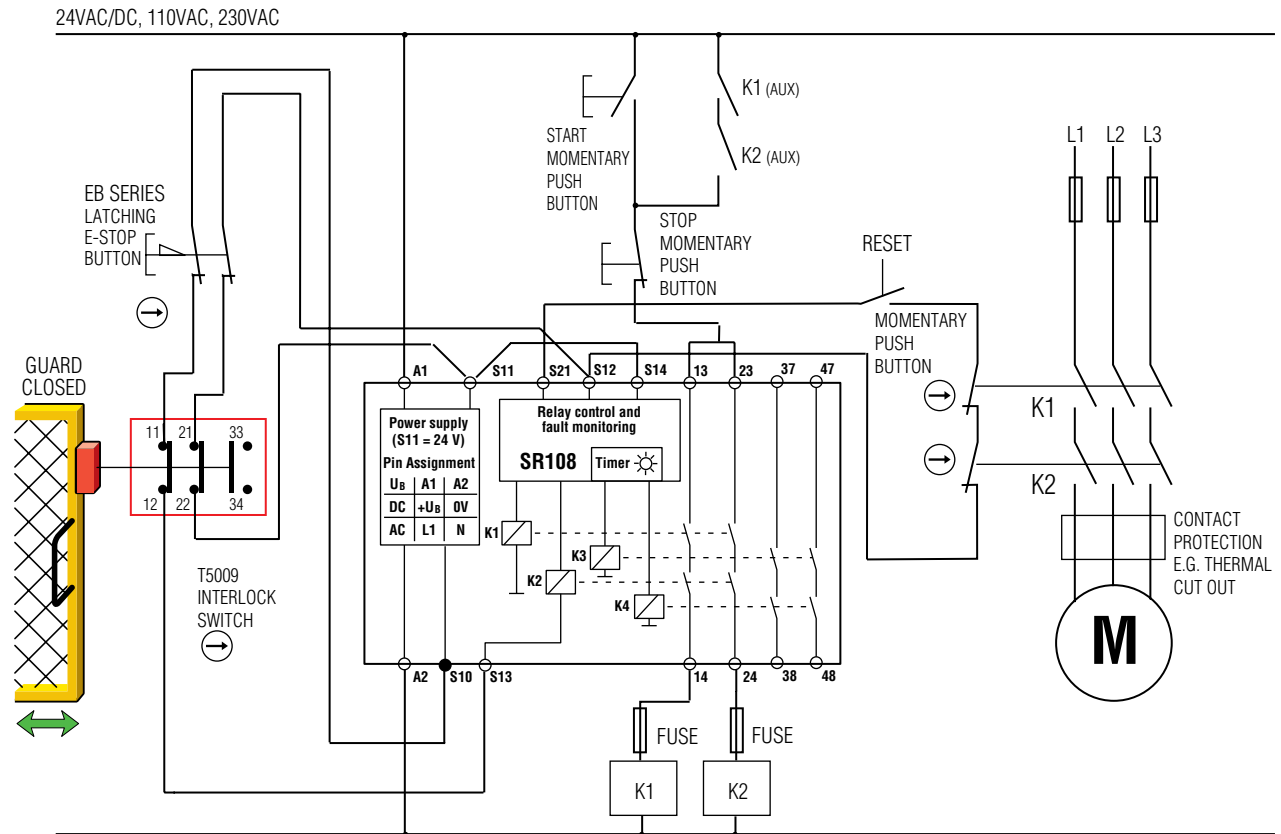 24VAC/DC, 110VAC, 230VAC
K1 (AUX)
K2 (AUX)
START
MOMENTARY
PUSH
BUTTON
L1 L2 L3
EB SERIES
LATCHING
E-STOP
BUTTON
STOP
MOMENTARY
PUSH
BUTTON
RESET
MOMENTARY
PUSH
BUTTON
GUARD
CLOSED
A1 S11 S21 S12 S14 13 23 37 47
K1
K2
11 21 33
12 22 34
Power supply
(S11 = 24 V)
Pin Assignment
UB A1 A2
DC +UB 0V
AC L1 N
Relay control and
fault monitoring
SR108 Timer
K1
K2
K3
K4
T5009
INTERLOCK
SWITCH
CONTACT
PROTECTION
E.G. THERMAL
CUT OUT
M
A2 S10 S13 14 24 38 48
FUSE FUSE
K1 K2